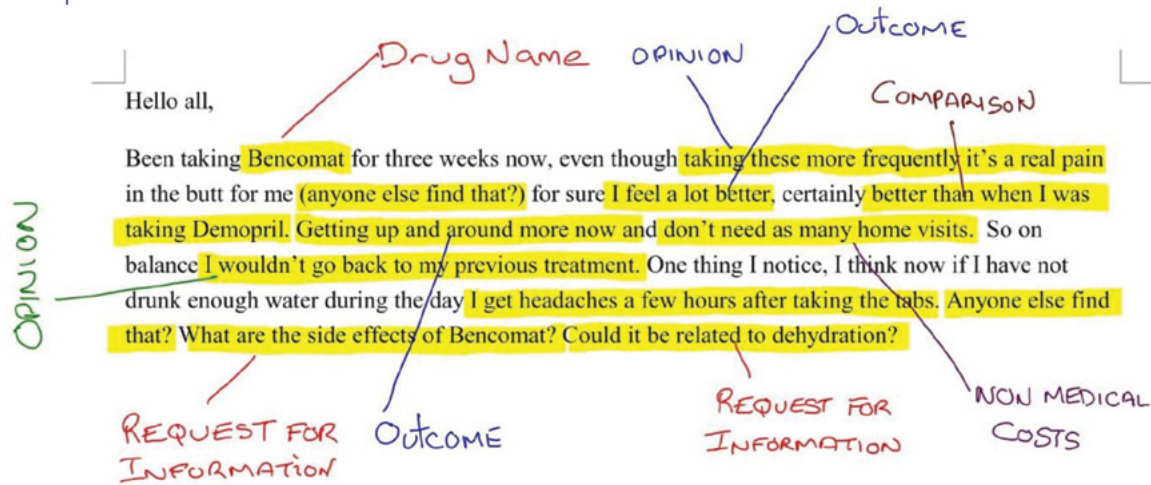 Outcome
Drug Name
OPINION
COMPARISON
Hello all,
Been taking Bencomat for three weeks now, even though taking these more frequently it's a real pain
in the butt for me (anyone else find that?) for sure I feel a lot better, certainly better than when I was
taking Demopril. Getting up and around more now and don't need as many home visits. So on
balance I wouldn't go back to my previous treatment. One thing I notice, I think now if I have not
drunk enough water during the day I get headaches a few hours after taking the tabs. Anyone else find
that? What are the side effects of Bencomat? Could it be related to dehydration?
OPINION
REQUEST FOR
INFORMATION
Outcome
REQUEST FOR
INFORMATION
NON MEDICAL
COSTS